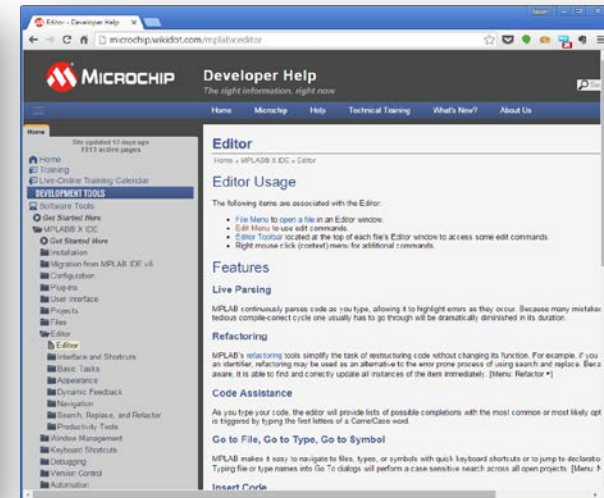 Editor - Developer Help
microchip.wikidot.com/mplabx:editor
MICROCHIP
Developer Help
The right information, right now
Home Microchip Help Technical Training What's New? About Us
Home
Site updated 13 days ago
Home
Training
Live-Online Training Calendar
DEVELOPMENT TOOLS
Software Tools
Get Started Here
MPLAB® X IDE
Get Started Here
Installation
Migration from MPLAB IDE v8
Configuration
Plug-ins
User Interface
Projects
Files
Editor
Editor
Interface and Shortcuts
Basic Tasks
Appearance
Dynamic Feedback
Navigation
Search, Replace, and Refactor
Productivity Tools
Window Management
Keyboard Shortcuts
Debugging
Version Control
Automation
Editor
Home » MPLAB® X IDE » Editor
Editor Usage
The following items are associated with the Editor:
File Menu to open a file in an Editor window.
Edit Menu to use edit commands.
Editor Toolbar located at the top of each file's Editor window to access some edit commands.
Right mouse click (context) menu for additional commands.
Features
Live Parsing
MPLAB continuously parses code as you type, allowing it to highlight errors as they occur. Because many mistakes
tedious compile-correct cycle one usually has to go through will be dramatically diminished in its duration.
Refactoring
MPLAB's refactoring tools simplify the task of restructuring code without changing its function. For example, if you
an identifier, refactoring may be used as an alternative to the error prone process of using search and replace.
aware, it is able to find and correctly update all instances of the item immediately. [Menu: Refactor ▾]
Code Assistance
As you type your code, the editor will provide lists of possible completions with the most common or most likely
is triggered by typing the first letters of a CamelCase word.
Go to File, Go to Type, Go to Symbol
MPLAB makes it easy to navigate to files, types, or symbols with quick keyboard shortcuts or to jump to
Typing file or type names into Go To dialogs will perform a case sensitive search across all open projects. [Menu:
Insert Code